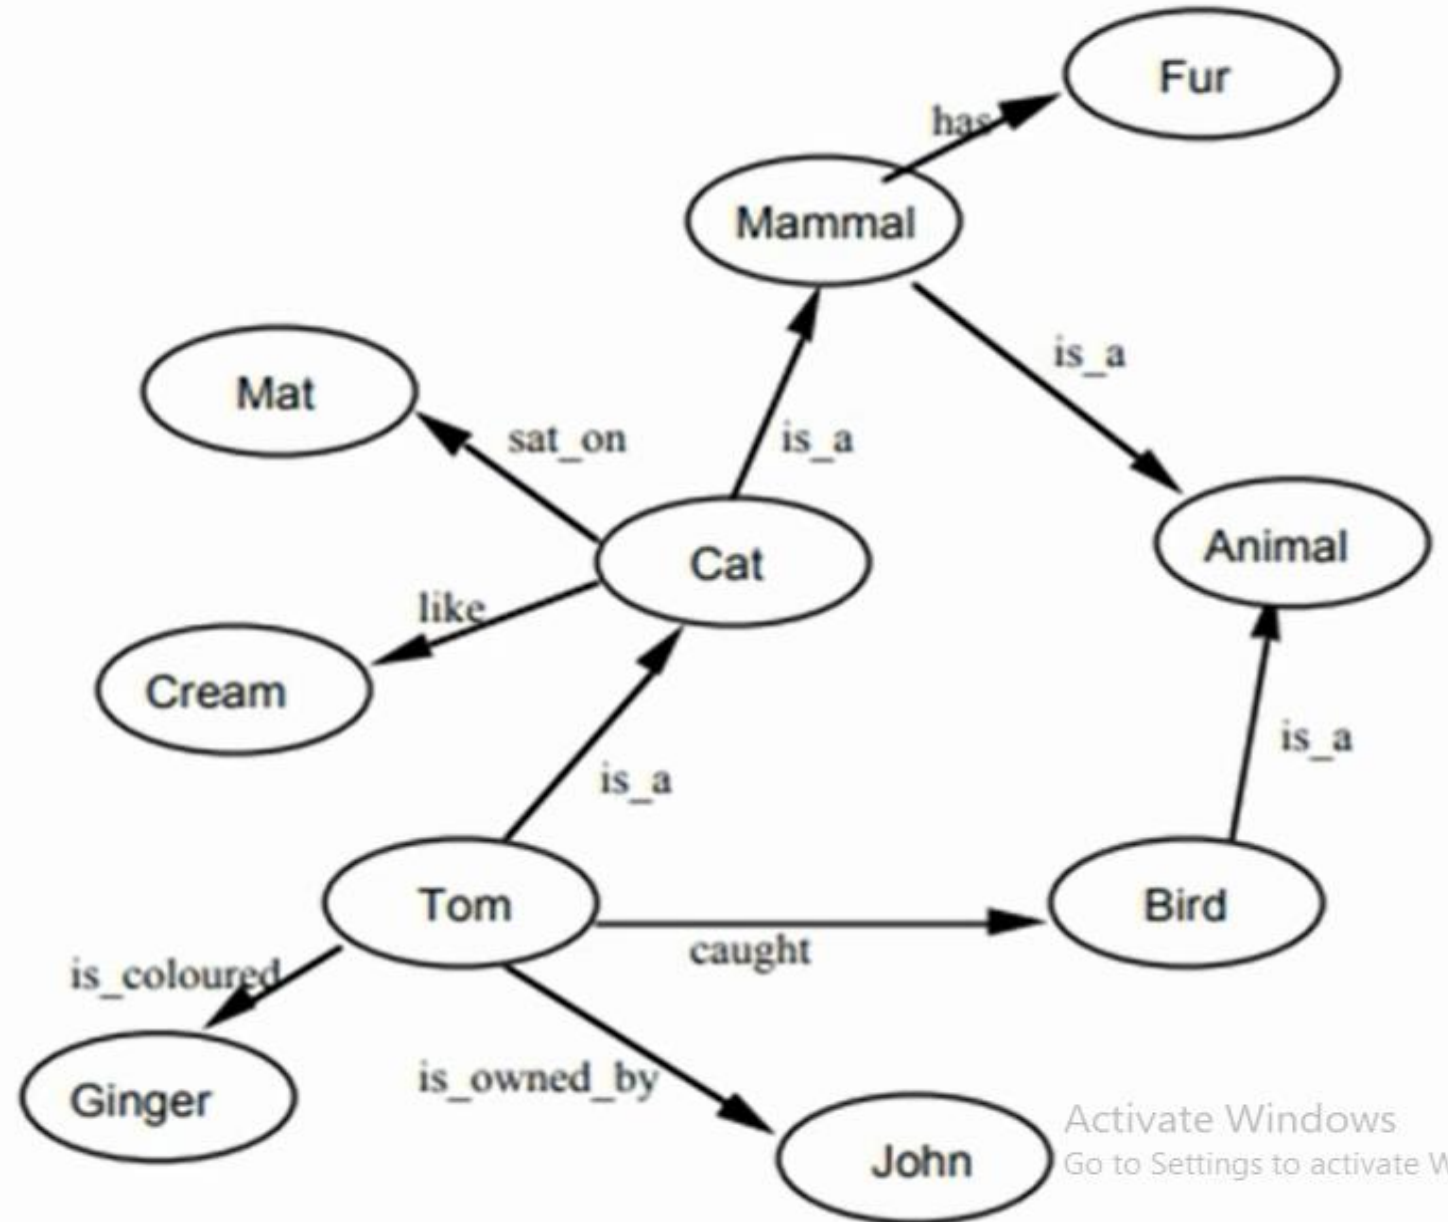 Fur
has
Mammal
is_a
Mat
sat_on
is_a
Animal
Cat
like
Cream
is_a
is_a
Tom
Bird
caught
is_coloured
is_owned_by
Ginger
John
Activate Windows
Go to Settings to activate